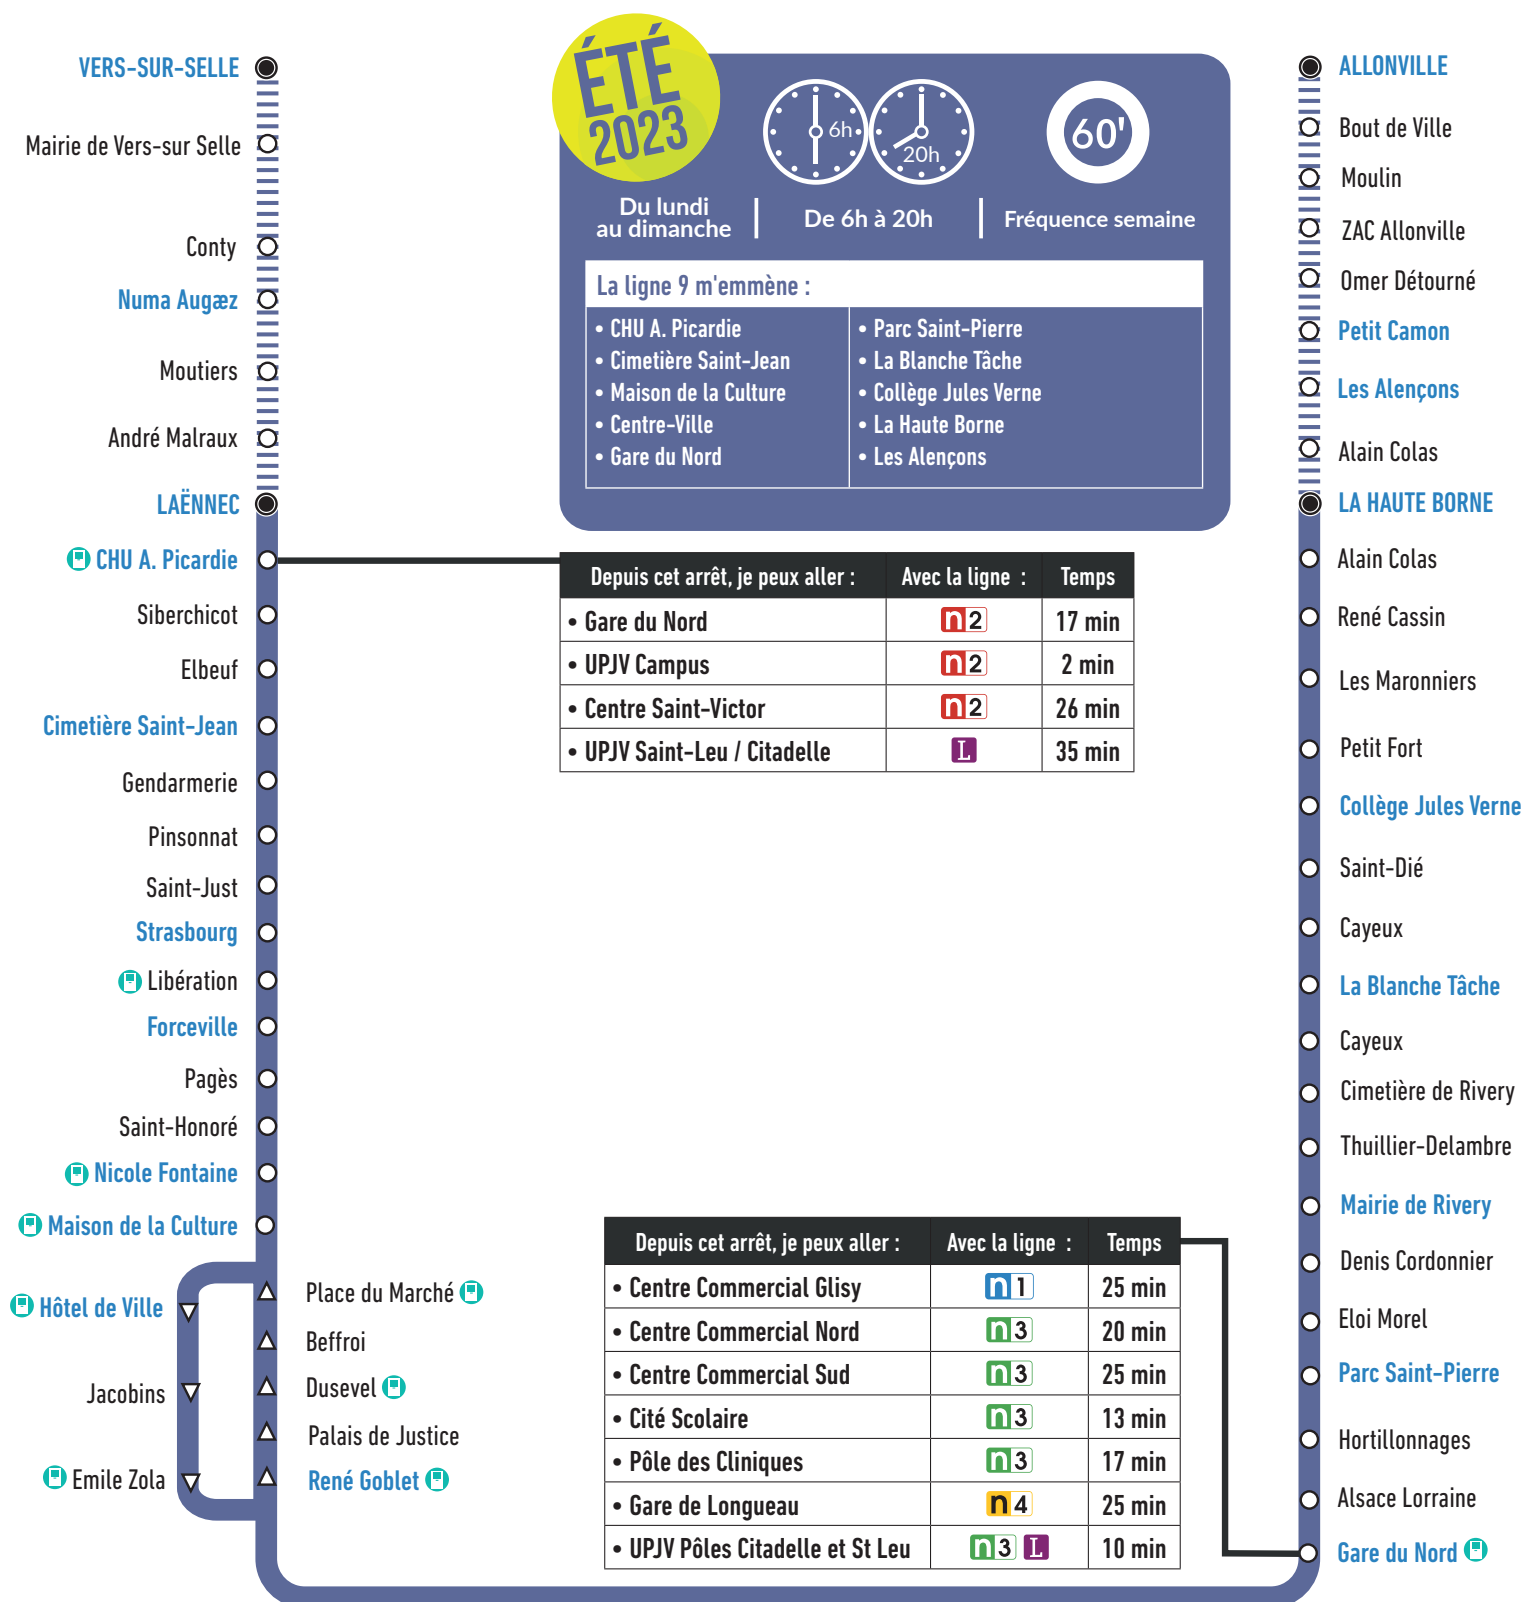 VERS-SUR-SELLE
Mairie de Vers-sur Selle
Conty
Numa Augæz
Moutiers
André Malraux
LAËNNEC
CHU A. Picardie
Siberchicot
Elbeuf
Cimetière Saint-Jean
Gendarmerie
Pinsonnat
Saint-Just
Strasbourg
Libération
Forceville
Pagès
Saint-Honoré
Nicole Fontaine
Maison de la Culture
Hôtel de Ville
Jacobins
Emile Zola
Place du Marché
Beffroi
Dusevel
Palais de Justice
René Goblet
ÉTÉ
2023
6h
20h
60'
Du lundi
au dimanche
De 6h à 20h
Fréquence semaine
La ligne 9 m'emmène :
• CHU A. Picardie
• Cimetière Saint-Jean
• Maison de la Culture
• Centre-Ville
• Gare du Nord
• Parc Saint-Pierre
• La Blanche Tâche
• Collège Jules Verne
• La Haute Borne
• Les Alençons
Depuis cet arrêt, je peux aller : Avec la ligne : Temps
• Gare du Nord n2 17 min
• UPJV Campus n2 2 min
• Centre Saint-Victor n2 26 min
• UPJV Saint-Leu / Citadelle L 35 min
Depuis cet arrêt, je peux aller : Avec la ligne : Temps
• Centre Commercial Glisy n1 25 min
• Centre Commercial Nord n3 20 min
• Centre Commercial Sud n3 25 min
• Cité Scolaire n3 13 min
• Pôle des Cliniques n3 17 min
• Gare de Longueau n4 25 min
• UPJV Pôles Citadelle et St Leu n3 L 10 min
ALLONVILLE
Bout de Ville
Moulin
ZAC Allonville
Omer Détourné
Petit Camon
Les Alençons
Alain Colas
LA HAUTE BORNE
Alain Colas
René Cassin
Les Maronniers
Petit Fort
Collège Jules Verne
Saint-Dié
Cayeux
La Blanche Tâche
Cayeux
Cimetière de Rivery
Thuillier-Delambre
Mairie de Rivery
Denis Cordonnier
Eloi Morel
Parc Saint-Pierre
Hortillonnages
Alsace Lorraine
Gare du Nord